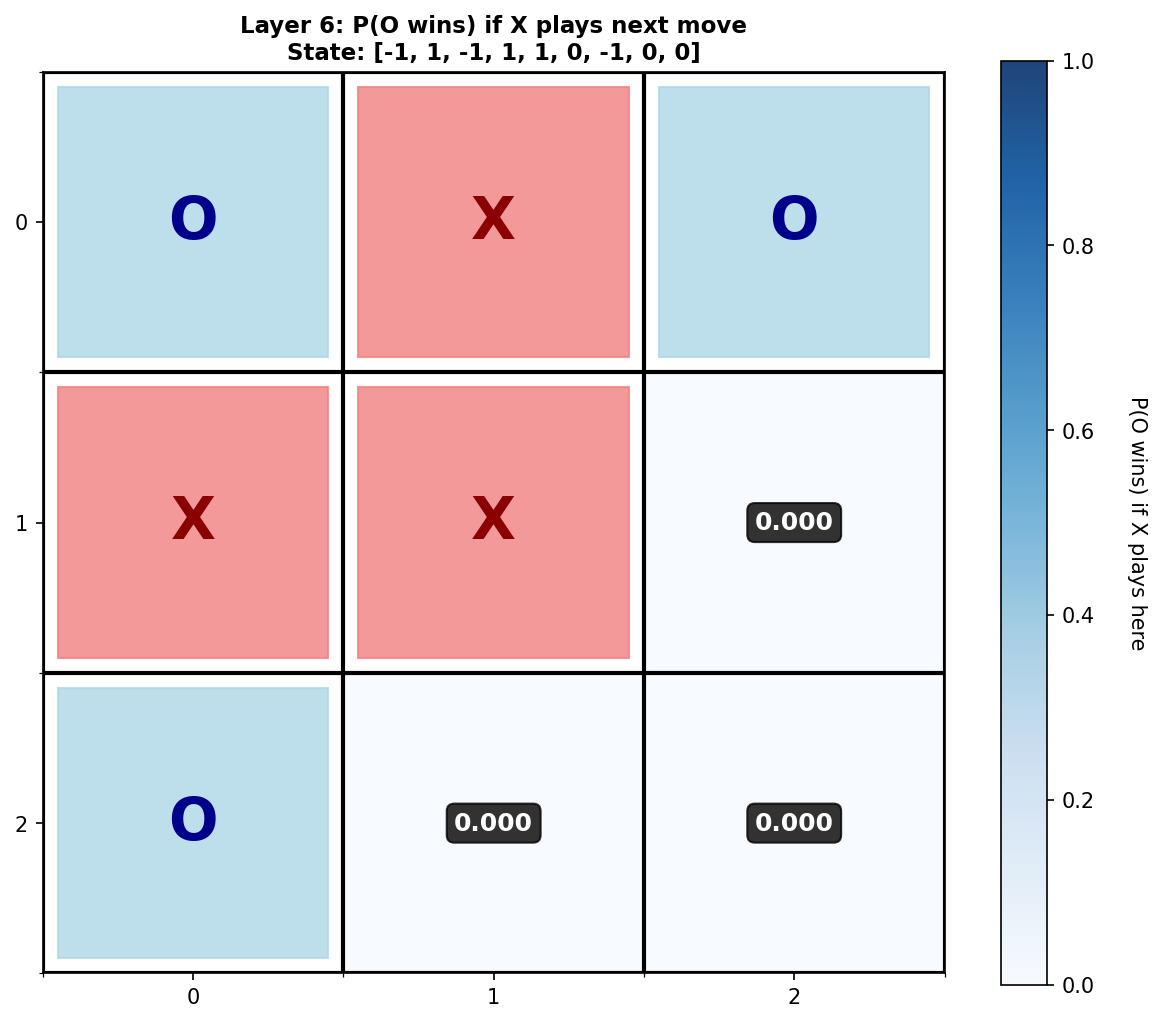 Layer 6: P(O wins) if X plays next move
State: [-1, 1, -1, 1, 1, 0, -1, 0, 0]
0
O
X
O
1
X
X
0.000
2
O
0.000
0.000
0
1
2
1.0
0.8
0.6
0.4
0.2
0.0
P(O wins) if X plays here